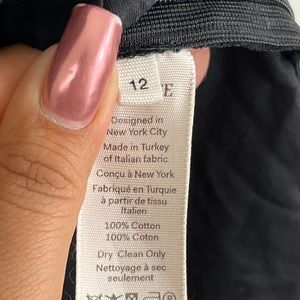 12
E
Designed in
New York City
Made in Turkey
of Italian fabric
Conçu à New York
Fabriqué en Turquie
à partir de tissu
Italien
100% Cotton
100% Coton
Dry Clean Only
Nettoyage à sec
seulement